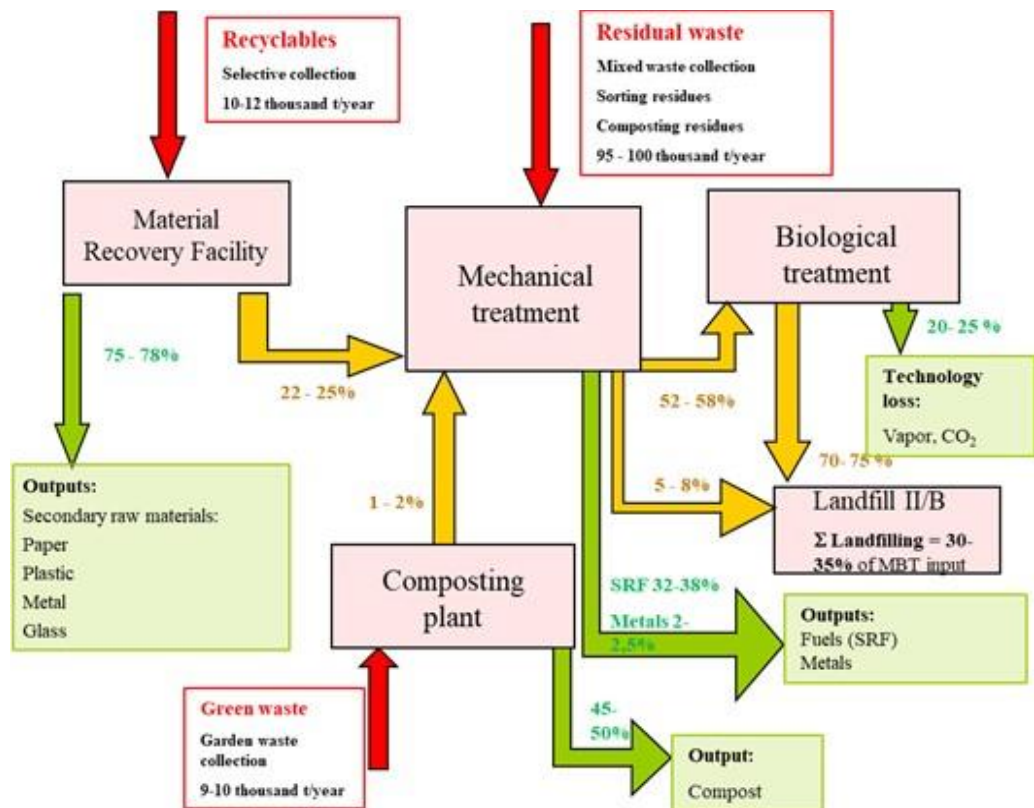 Recyclables
Selective collection
10-12 thousand t/year
Residual waste
Mixed waste collection
Sorting residues
Composting residues
95 - 100 thousand t/year
Material
Recovery Facility
Mechanical
treatment
Biological
treatment
75 - 78%
22 - 25%
52 - 58%
20- 25 %
Technology
loss:
Vapor, CO₂
70- 75 %
5 - 8%
1 - 2%
Outputs:
Secondary raw materials:
Paper
Plastic
Metal
Glass
Landfill II/B
Σ Landfilling = 30-
35% of MBT input
Composting
plant
SRF 32-38%
Metals 2-
2,5%
Outputs:
Fuels (SRF)
Metals
Green waste
Garden waste
collection
9-10 thousand t/year
45-
50%
Output:
Compost